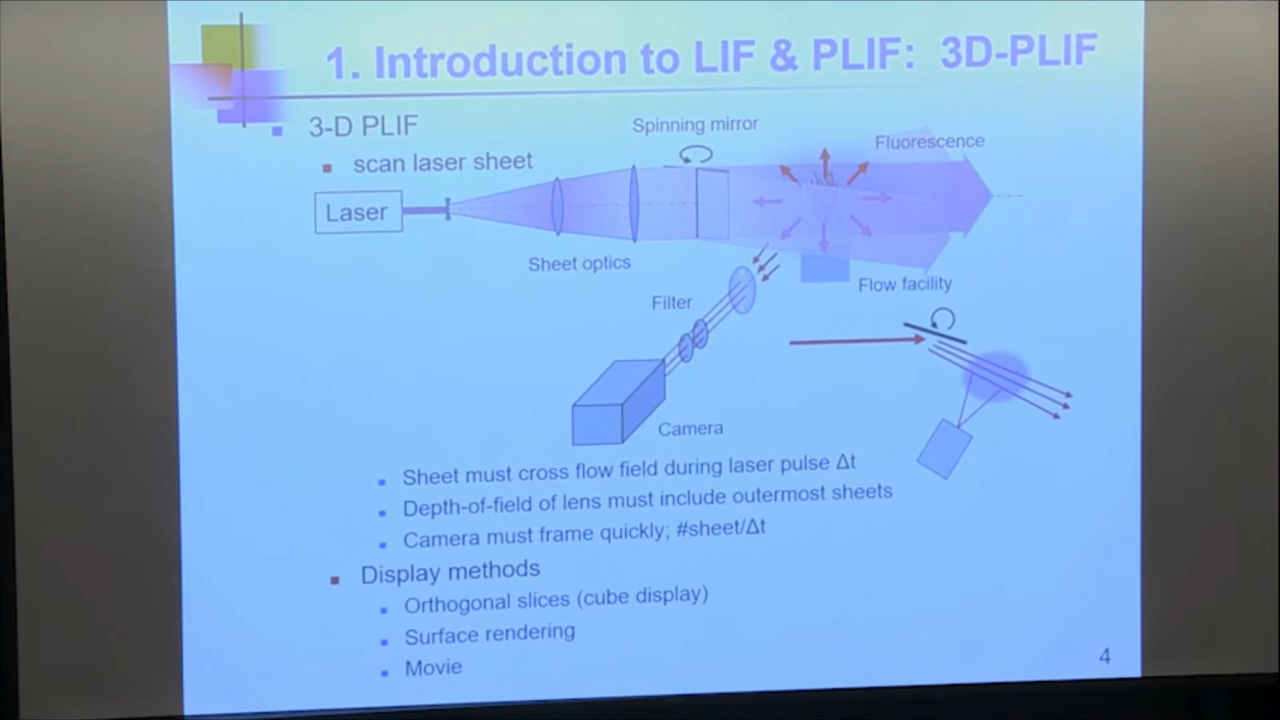 1. Introduction to LIF & PLIF: 3D-PLIF
3-D PLIF
scan laser sheet
Spinning mirror
Fluorescence
Laser
Sheet optics
Flow facility
Filter
Camera
Sheet must cross flow field during laser pulse Δt
Depth-of-field of lens must include outermost sheets
Camera must frame quickly; #sheet/Δt
Display methods
Orthogonal slices (cube display)
Surface rendering
Movie
4